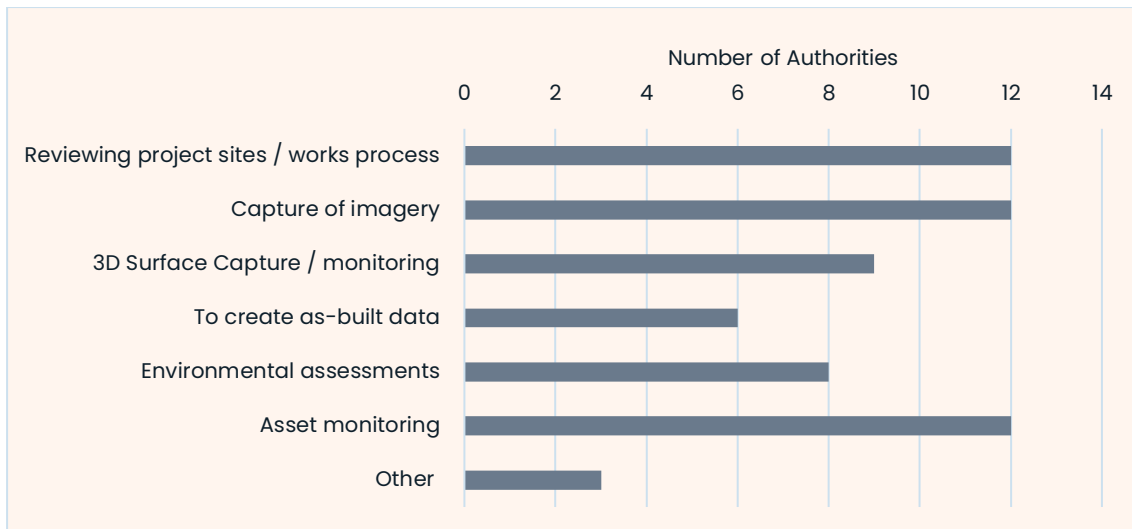 Number of Authorities
0 2 4 6 8 10 12 14
Reviewing project sites / works process
Capture of imagery
3D Surface Capture / monitoring
To create as-built data
Environmental assessments
Asset monitoring
Other